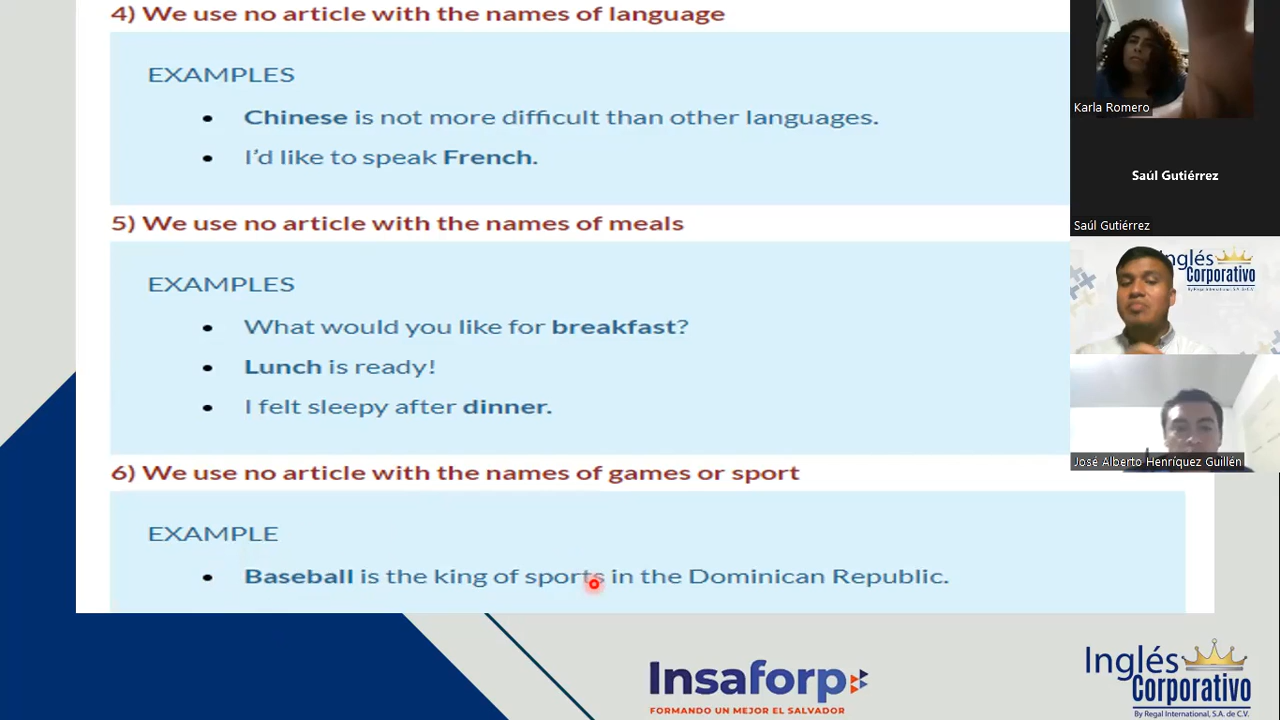 4) We use no article with the names of language
EXAMPLES
Chinese is not more difficult than other languages.
I’d like to speak French.
5) We use no article with the names of meals
EXAMPLES
What would you like for breakfast?
Lunch is ready!
I felt sleepy after dinner.
6) We use no article with the names of games or sport
EXAMPLE
Baseball is the king of sports in the Dominican Republic.
Karla Romero
Saúl Gutiérrez
Saúl Gutiérrez
Inglés
Corporativo
By Regal International, S.A. de C.V.
José Alberto Henríquez Guillén
Insaforp
FORMANDO UN MEJOR EL SALVADOR
Inglés
Corporativo
By Regal International, S.A. de C.V.